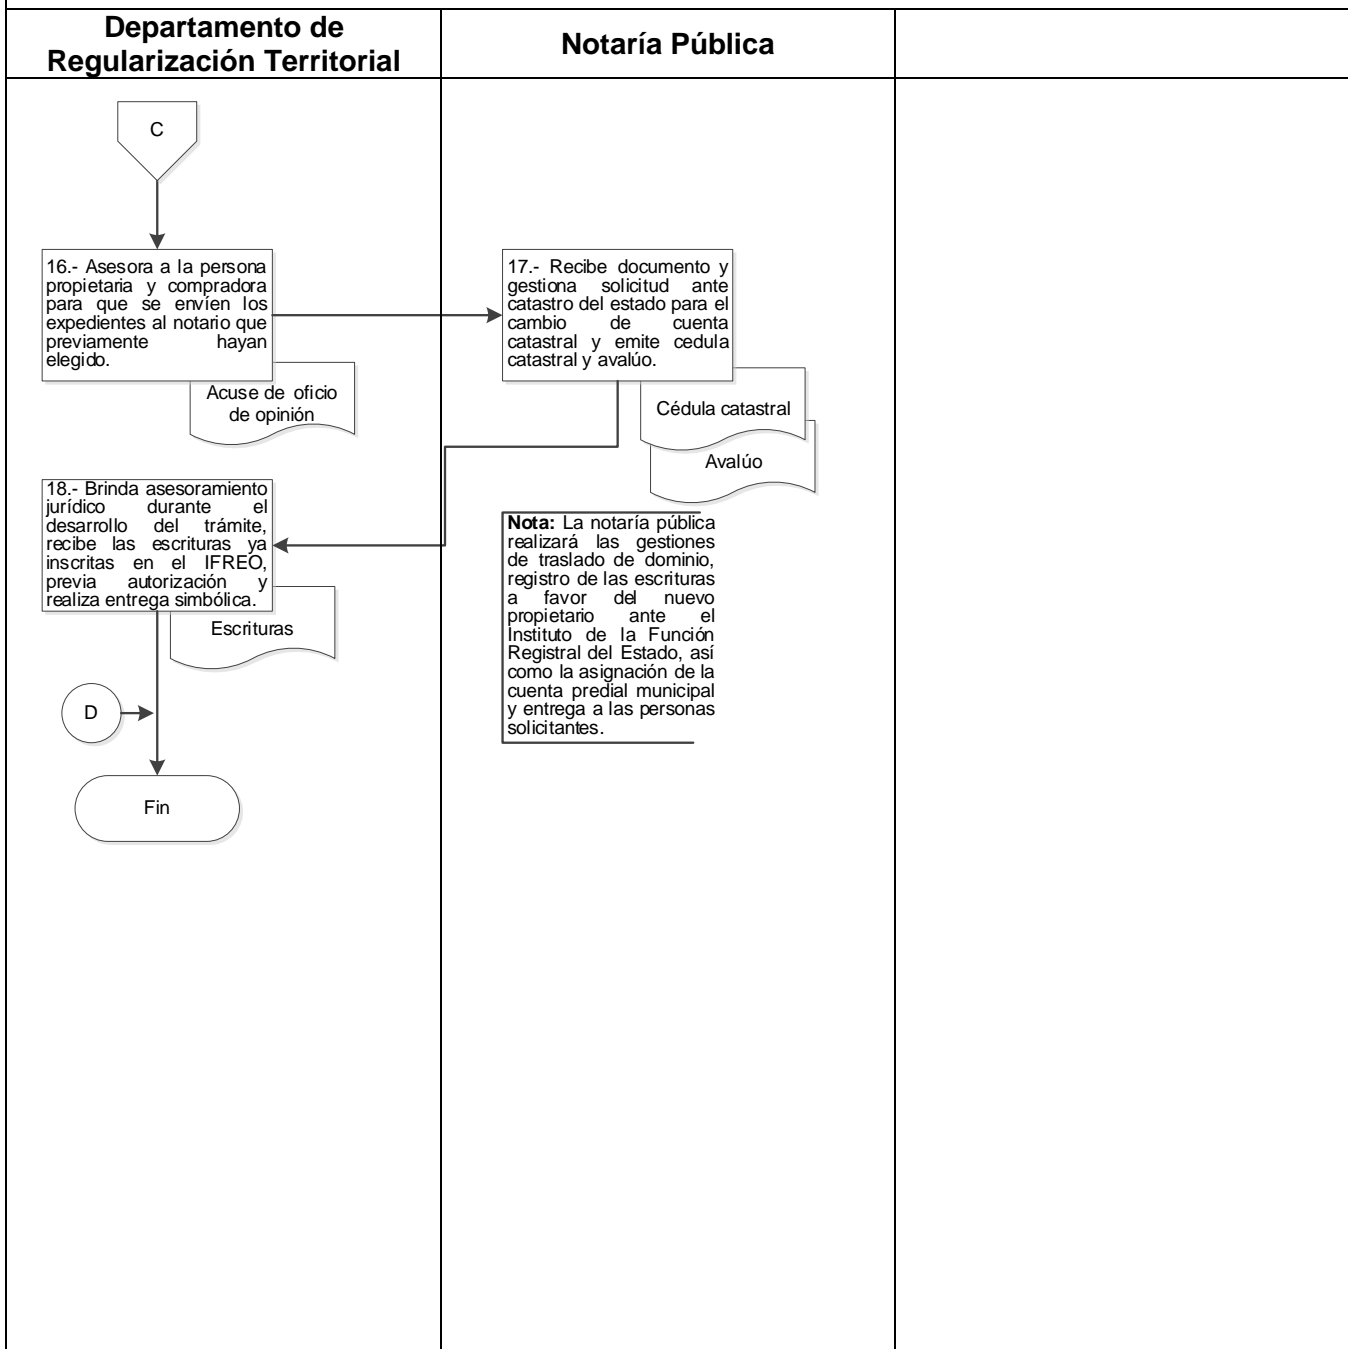 Departamento de
Regularización Territorial
Notaría Pública
C
16.- Asesora a la persona
propietaria y compradora
para que se envíen los
expedientes al notario que
previamente hayan
elegido.
Acuse de oficio
de opinión
17.- Recibe documento y
gestiona solicitud ante
catastro del estado para el
cambio de cuenta
catastral y emite cedula
catastral y avalúo.
Cédula catastral
Avalúo
18.- Brinda asesoramiento
jurídico durante el
desarrollo del trámite,
recibe las escrituras ya
inscritas en el IFREO,
previa autorización y
realiza entrega simbólica.
Escrituras
Nota: La notaría pública
realizará las gestiones
de traslado de dominio,
registro de las escrituras
a favor del nuevo
propietario ante el
Instituto de la Función
Registral del Estado, así
como la asignación de la
cuenta predial municipal
y entrega a las personas
solicitantes.
D
Fin